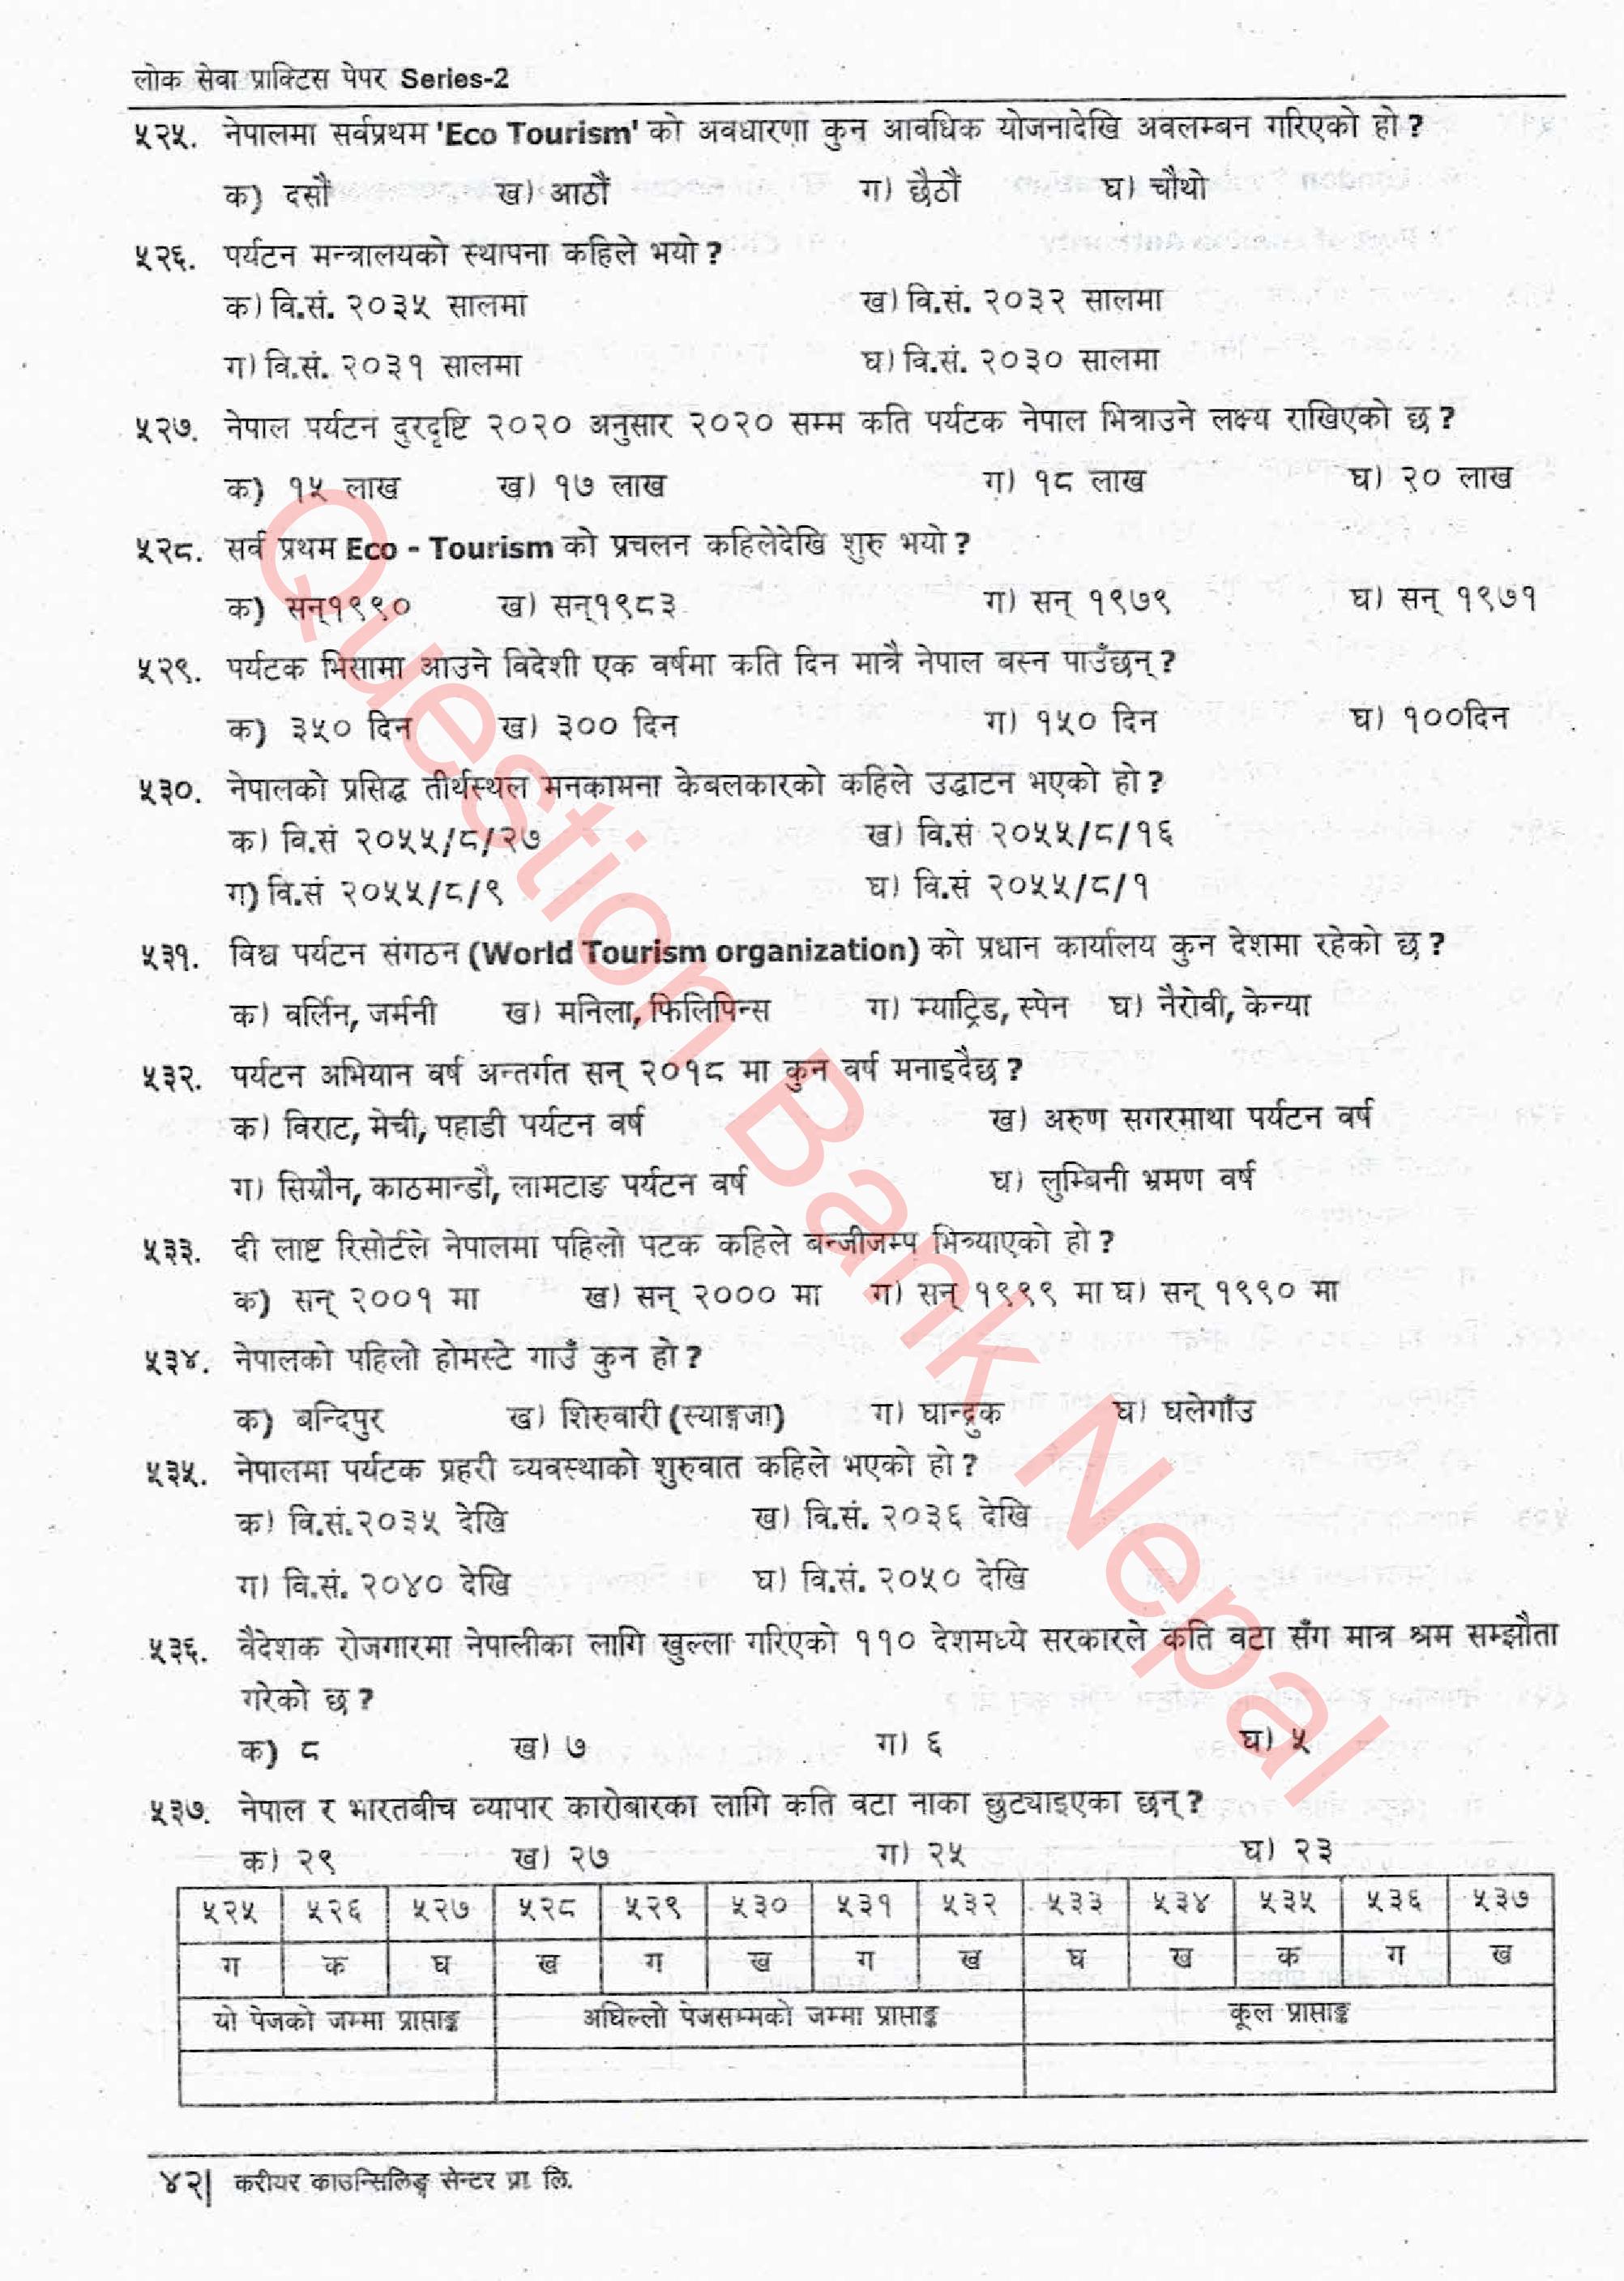 लोक सेवा प्राक्टिस पेपर Series-2
५२५. नेपालमा सर्वप्रथम 'Eco Tourism' को अवधारणा कुन आवधिक योजनादेखि अवलम्बन गरिएको हो ?
क) दसौं ख) आठौं ग) छैठौं घ) चौथो
५२६. पर्यटन मन्त्रालयको स्थापना कहिले भयो ?
क) वि.सं. २०३५ सालमा ख) वि.सं. २०३२ सालमा
ग) वि.सं. २०३१ सालमा घ) वि.सं. २०३० सालमा
५२७. नेपाल पर्यटन दुरदृष्टि २०२० अनुसार २०२० सम्म कति पर्यटक नेपाल भित्राउने लक्ष्य राखिएको छ ?
क) १५ लाख ख) १७ लाख ग) १८ लाख घ) २० लाख
५२८. सर्व प्रथम Eco - Tourism को प्रचलन कहिलेदेखि शुरु भयो ?
क) सन्१९९० ख) सन्१९८३ ग) सन् १९७९ घ) सन् १९७१
५२९. पर्यटक भिसामा आउने विदेशी एक वर्षमा कति दिन मात्रै नेपाल बस्न पाउँछन् ?
क) ३५० दिन ख) ३०० दिन ग) १५० दिन घ) १००दिन
५३०. नेपालको प्रसिद्ध तीर्थस्थल मनकामना केबलकारको कहिले उद्घाटन भएको हो ?
क) वि.सं २०५५/८/२७ ख) वि.सं २०५५/८/१६
ग) वि.सं २०५५/८/९ घ) वि.सं २०५५/८/१
५३१. विश्व पर्यटन संगठन (World Tourism organization) को प्रधान कार्यालय कुन देशमा रहेको छ ?
क) वर्लिन, जर्मनी ख) मनिला, फिलिपिन्स ग) म्याट्रिड, स्पेन घ) नैरोवी, केन्या
५३२. पर्यटन अभियान वर्ष अन्तर्गत सन् २०१८ मा कुन वर्ष मनाइदैछ ?
क) विराट, मेची, पहाडी पर्यटन वर्ष ख) अरुण सगरमाथा पर्यटन वर्ष
ग) सिम्रौन, काठमान्डौ, लामटाङ पर्यटन वर्ष घ) लुम्बिनी भ्रमण वर्ष
५३३. दी लाष्ट रिसोर्टले नेपालमा पहिलो पटक कहिले बन्जीजम्प भित्र्याएको हो ?
क) सन् २००१ मा ख) सन् २००० मा ग) सन् १९९९ मा घ) सन् १९९० मा
५३४. नेपालको पहिलो होमस्टे गाउँ कुन हो ?
क) बन्दिपुर ख) शिरुवारी (स्याङ्गजा) ग) घान्द्रुक घ) घलेगाँउ
५३५. नेपालमा पर्यटक प्रहरी व्यवस्थाको शुरुवात कहिले भएको हो ?
क) वि.सं.२०३५ देखि ख) वि.सं. २०३६ देखि
ग) वि.सं. २०४० देखि घ) वि.सं. २०५० देखि
५३६. वैदेशक रोजगारमा नेपालीका लागि खुल्ला गरिएको ११० देशमध्ये सरकारले कति वटा सँग मात्र श्रम सम्झौता
गरेको छ ?
क) ८ ख) ७ ग) ६ घ) ५
५३७. नेपाल र भारतबीच व्यापार कारोबारका लागि कति वटा नाका छुट्याइएका छन् ?
क) २९ ख) २७ ग) २५ घ) २३
५२५ ५२६ ५२७ ५२८ ५२९ ५३० ५३१ ५३२ ५३३ ५३४ ५३५ ५३६ ५३७
ग क घ ख ग ख ग ख घ ख क ग ख
यो पेजको जम्मा प्राप्ताङ्क अघिल्लो पेजसम्मको जम्मा प्राप्ताङ्क कूल प्राप्ताङ्क
४२| करीयर काउन्सिलिङ्ग सेन्टर प्रा. लि.
Question Bank Nepal